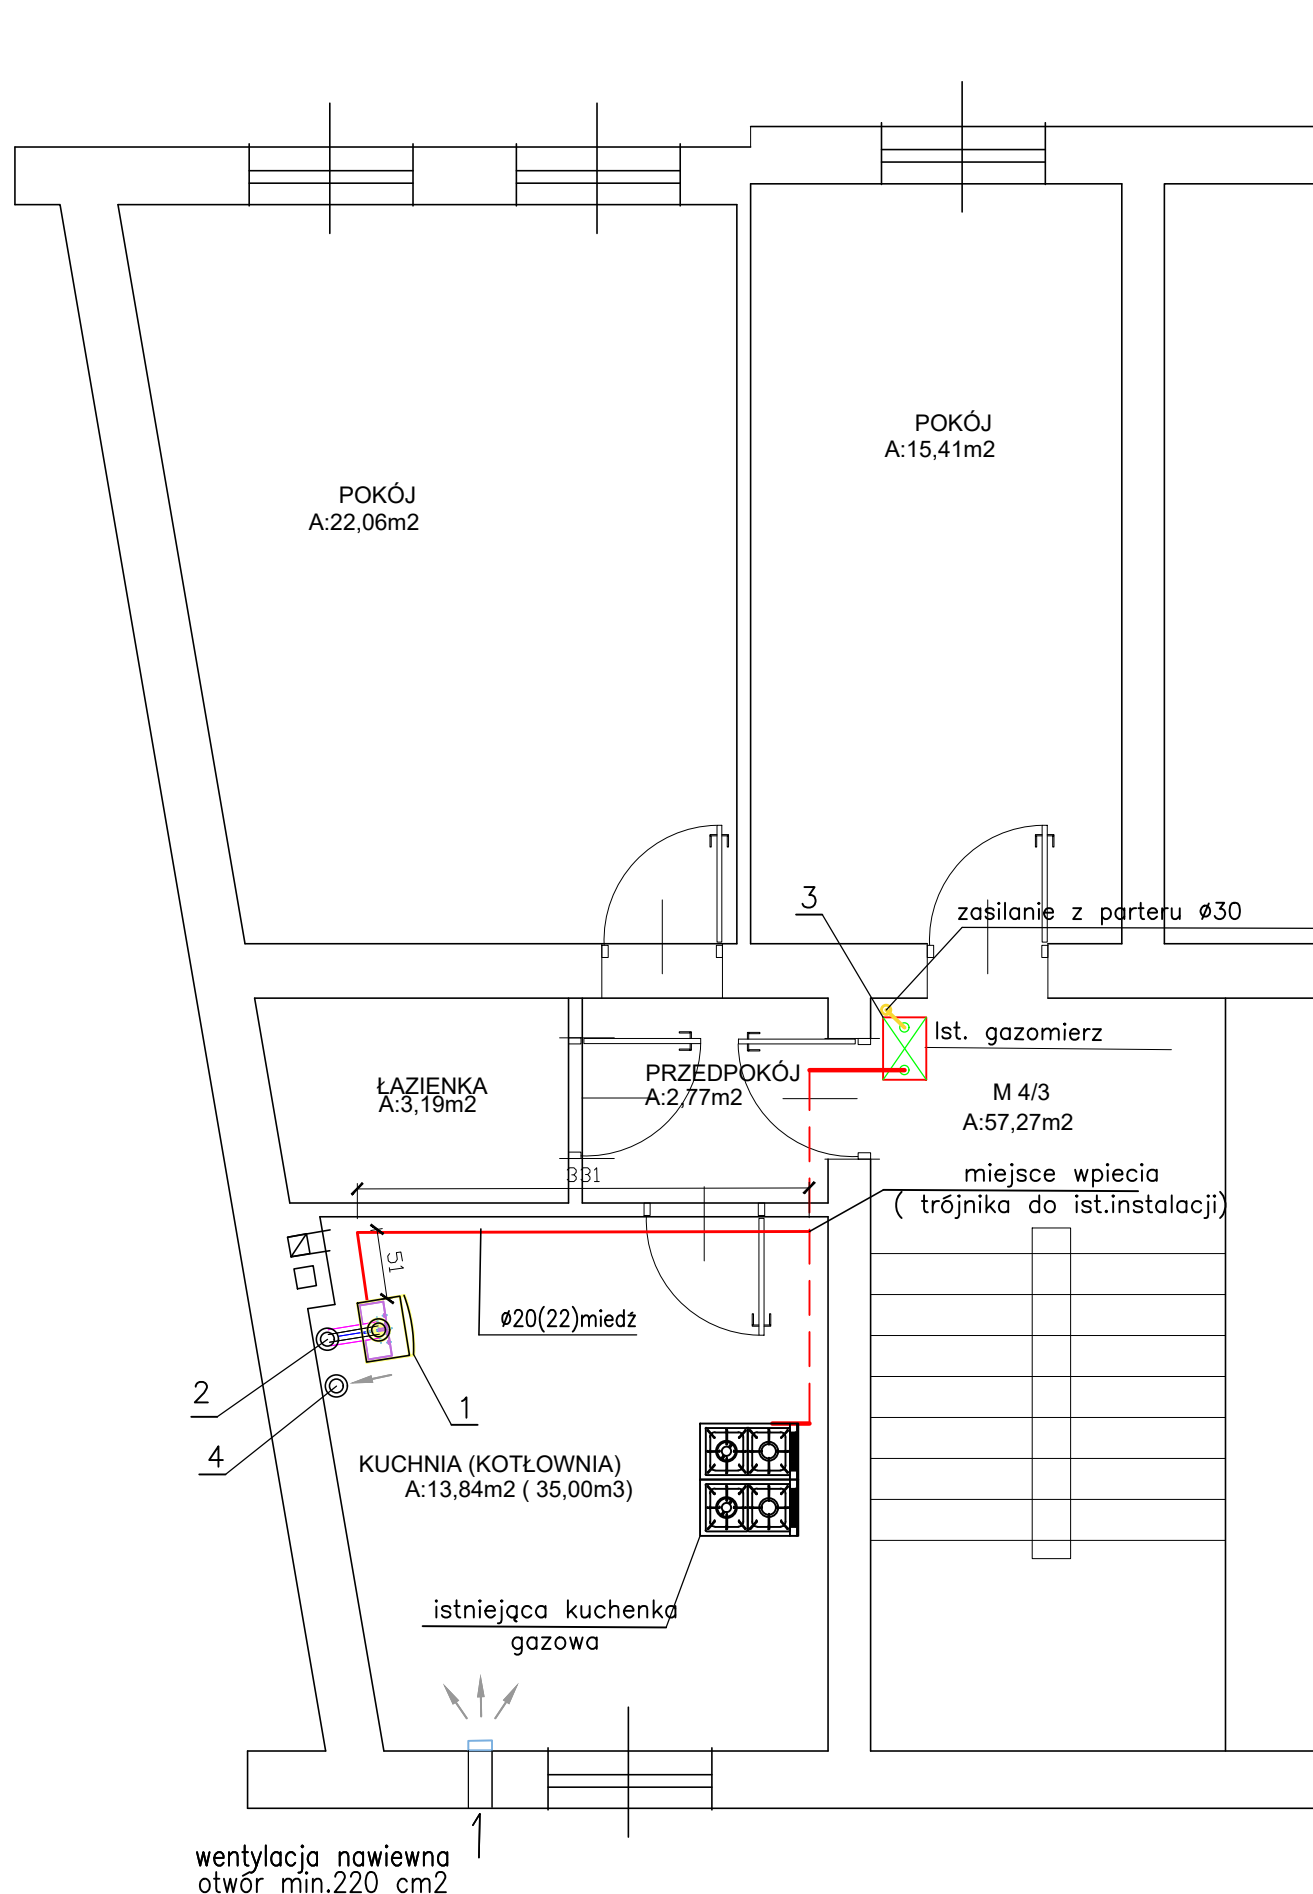 POKÓJ
A:15,41m2
POKÓJ
A:22,06m2
3
zasilanie z parteru ø30
Ist. gazomierz
ŁAZIENKA
A:3,19m2
PRZEDPOKÓJ
A:2,77m2
M 4/3
A:57,27m2
331
miejsce wpiecia
( trójnika do ist.instalacji)
51
ø20(22)miedź
2
1
4
KUCHNIA (KOTŁOWNIA)
A:13,84m2 ( 35,00m3)
istniejąca kuchenka
gazowa
wentylacja nawiewna
otwór min.220 cm2